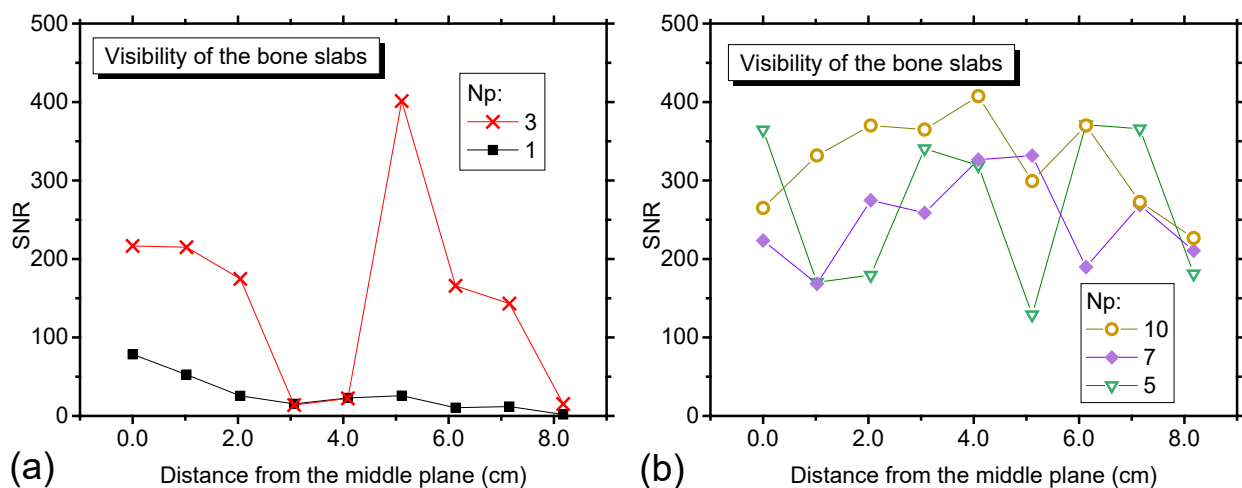 500
400
300
200
100
0
SNR
Visibility of the bone slabs
Np:
3
1
0.0 2.0 4.0 6.0 8.0
Distance from the middle plane (cm)
(a)
500
400
300
200
100
0
SNR
Visibility of the bone slabs
Np:
10
7
5
0.0 2.0 4.0 6.0 8.0
Distance from the middle plane (cm)
(b)